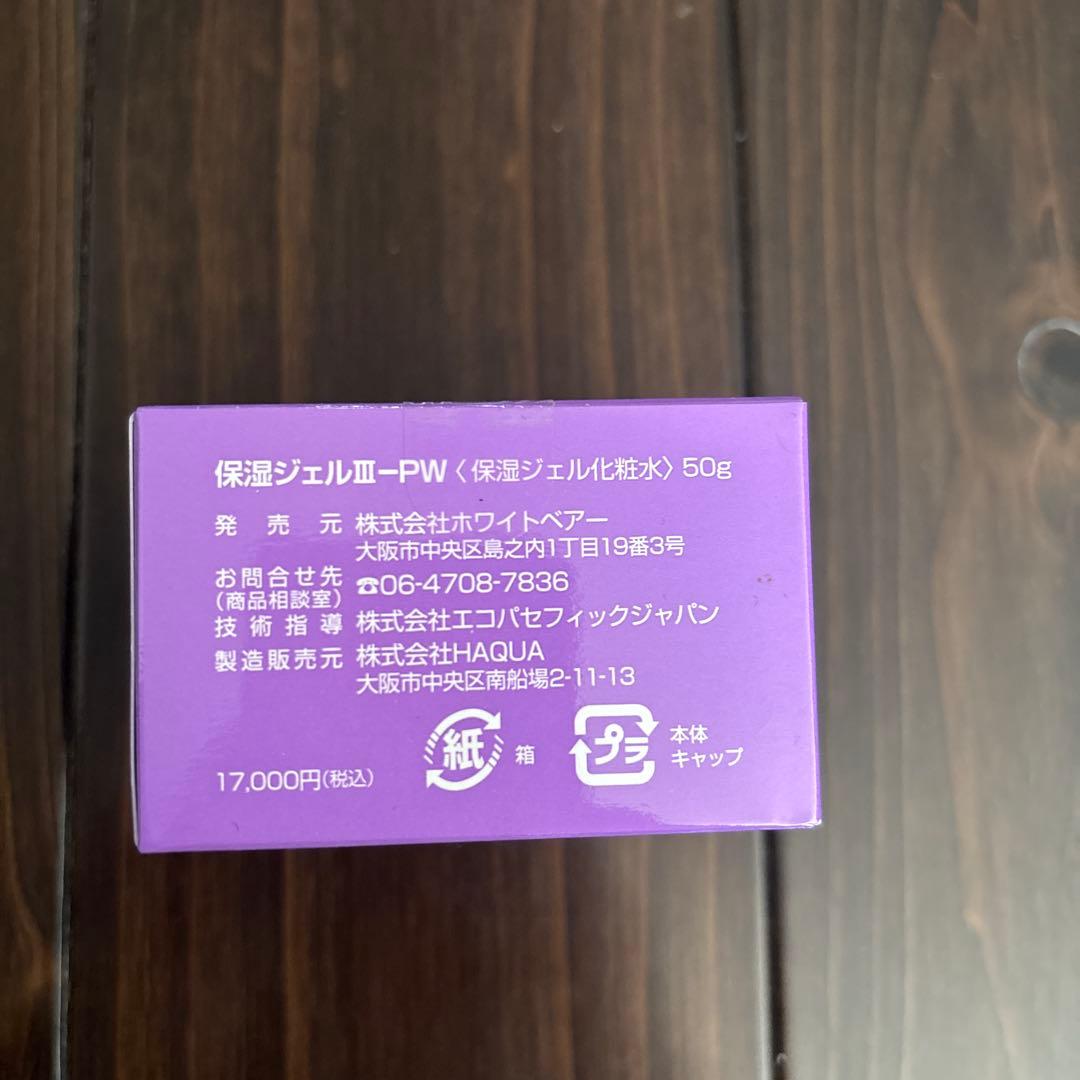 保湿ジェルⅢーPW〈保湿ジェル化粧水〉50g
発売元 株式会社ホワイトベアー
大阪市中央区島之内1丁目19番3号
お問合せ先 ☎06-4708-7836
(商品相談室)
技術指導 株式会社エコパセフィックジャパン
製造販売元 株式会社HAQUA
大阪市中央区南船場2-11-13
紙 箱
プラ 本体
キャップ
17,000円(税込)